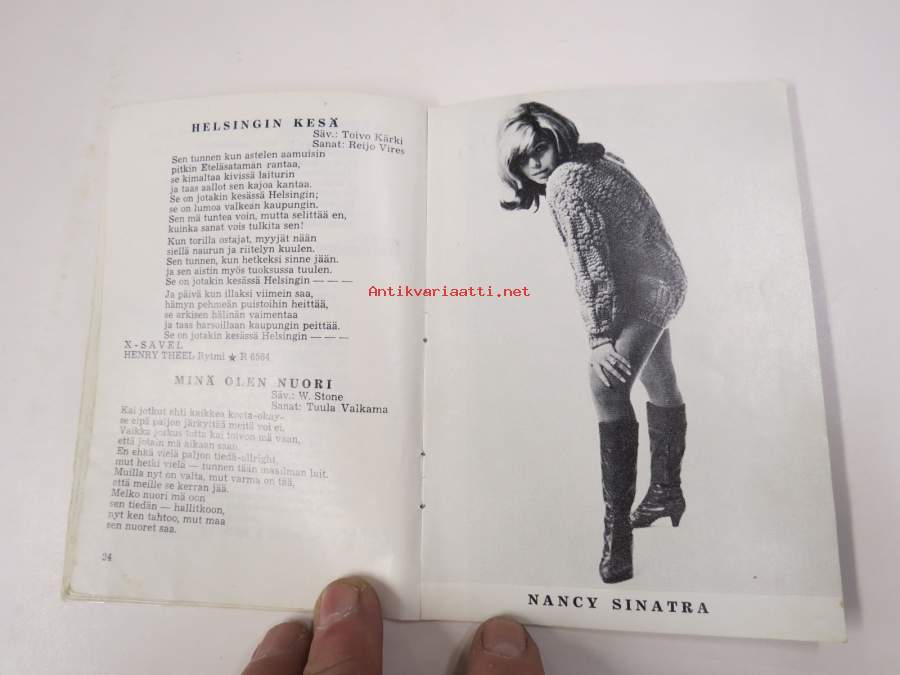 HELSINGIN KESÄ
Säv.: Toivo Kärki
Sanat: Reijo Vires
Sen tunnen kun astelen aamuisin
pitkin Eteläsataman rantaa,
se kimaltaa kivissä laiturin
ja taas aallot sen kajoa kantaa.
Se on jotakin kesässä Helsingin;
se on lumoa valkean kaupungin.
Sen mä tuntea voin, mutta selittää en,
kuinka sanat vois tulkita sen!
Kun torilla ostajat, myyjät nään
siellä naurun ja riitelyn kuulen.
Sen tunnen, kun hetkeksi sinne jään.
ja sen aistin myös tuoksussa tuulen.
Se on jotakin kesässä Helsingin — — —
Ja päivä kun illaksi viimein saa,
hämyn pehmeän puistoihin heittää,
se arkisen hälinän vaimentaa
ja taas harsoillaan kaupungin peittää.
Se on jotakin kesässä Helsingin — — —
X-SÄVEL
HENRY THEEL Rytmi ★ R 6564
MINÄ OLEN NUORI
Säv.: W. Stone
Sanat: Tuula Valkama
Kai jotkut ehti kaikkea koeta-okay-
se eipä paljon järkyttää meitä voi ei.
Vaikka joskus totta kai toivon mä vaan,
että jotain mä aikaan saan.
En ehkä vielä paljon tiedä-allright,
mut hetki vielä — tunnen tään maailman lait.
Muilla nyt on valta, mut varma on tää,
että meille se kerran jää.
Melko nuori mä oon
sen tiedän — hallitkoon,
nyt ken tahtoo, mut maa
sen nuoret saa.
24
Antikvariaatti.net
NANCY SINATRA